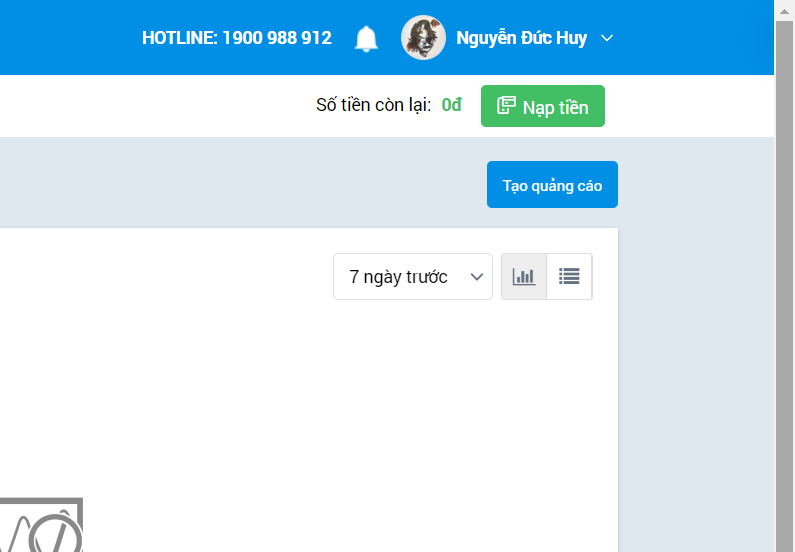 HOTLINE: 1900 988 912 Nguyễn Đức Huy
Số tiền còn lại: 0đ Nạp tiền
Tạo quảng cáo
7 ngày trước